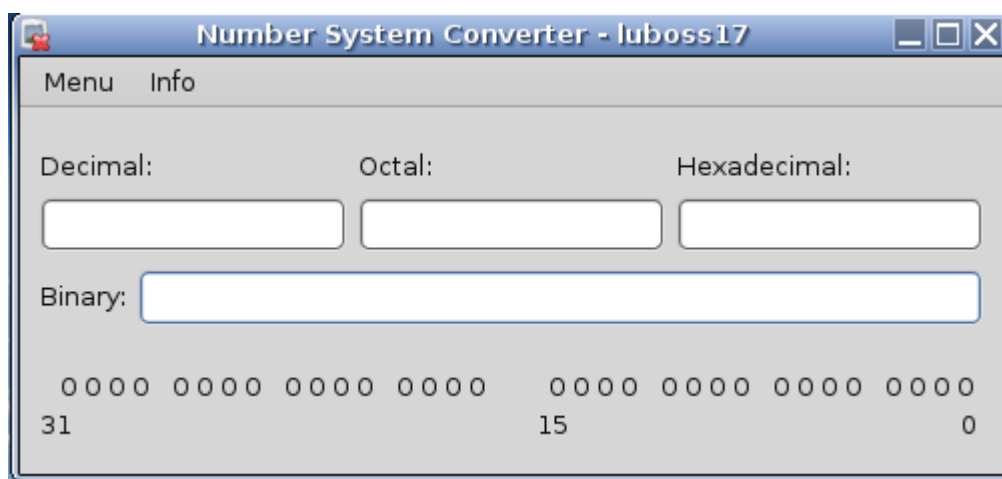 Number System Converter - luboss17
Menu Info
Decimal: Octal: Hexadecimal:
Binary:
0000 0000 0000 0000 0000 0000 0000 0000
31 15 0